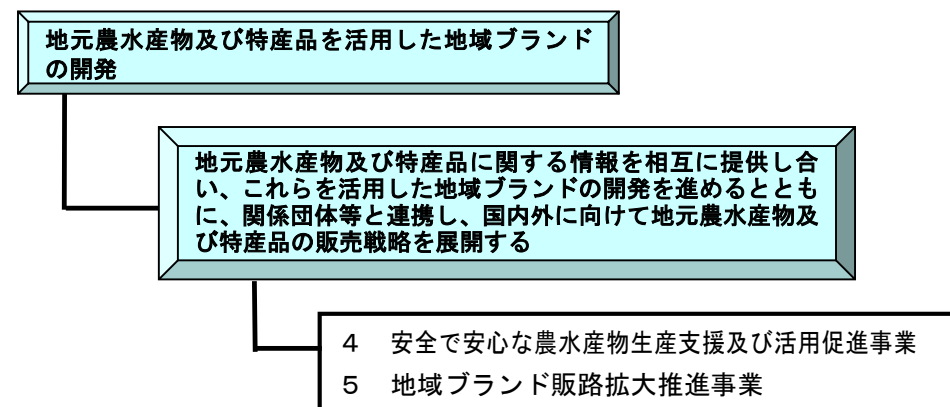 地元農水産物及び特産品を活用した地域ブランド
の開発
地元農水産物及び特産品に関する情報を相互に提供し合
い、これらを活用した地域ブランドの開発を進めるととも
に、関係団体等と連携し、国内外に向けて地元農水産物及
び特産品の販売戦略を展開する
４　安全で安心な農水産物生産支援及び活用促進事業
５　地域ブランド販路拡大推進事業